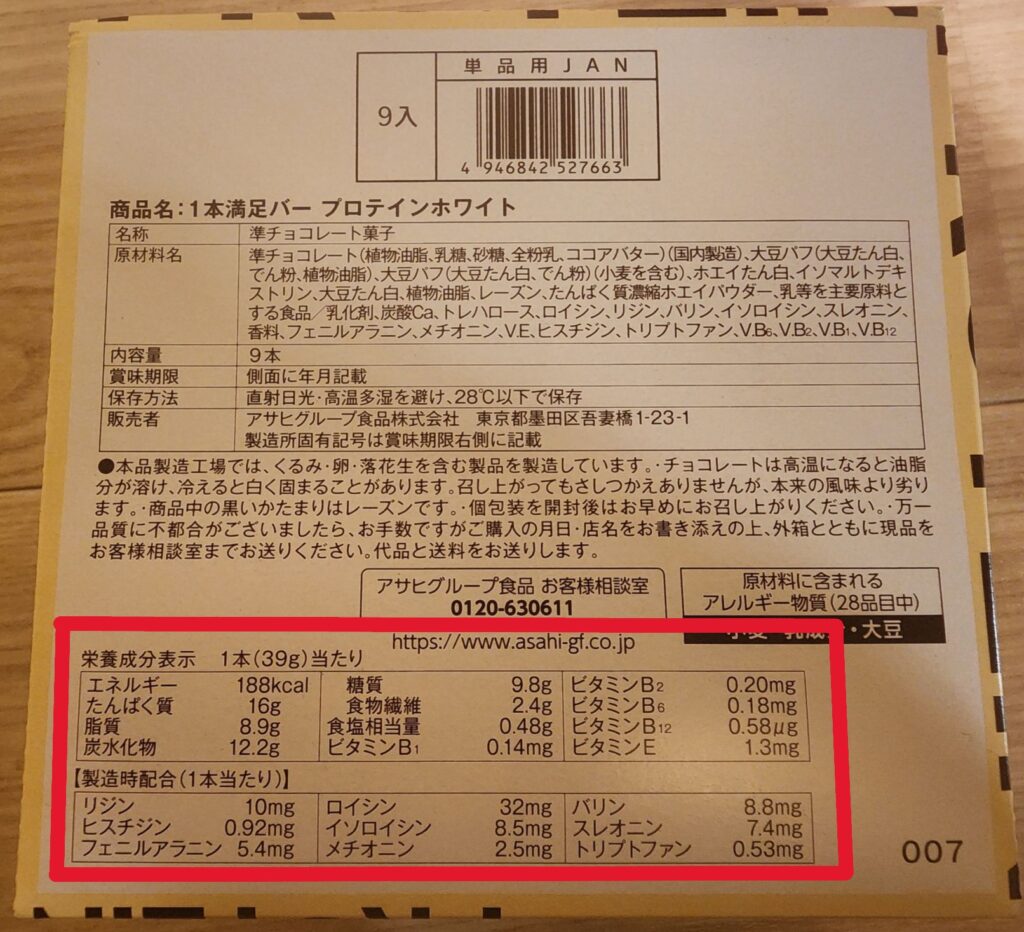 単品用JAN
9入
4 946842 527663
商品名:1本満足バー プロテインホワイト
名称 準チョコレート菓子
原材料名 準チョコレート(植物油脂、乳糖、砂糖、全粉乳、ココアバター)(国内製造)、大豆パフ(大豆たん白、
でん粉、植物油脂)、大豆パフ(大豆たん白、でん粉)(小麦を含む)、ホエイたん白、イソマルトデキ
ストリン、大豆たん白、植物油脂、レーズン、たんぱく質濃縮ホエイパウダー、乳等を主要原料と
する食品/乳化剤、炭酸Ca、トレハロース、ロイシン、リジン、バリン、イソロイシン、スレオニン、
香料、フェニルアラニン、メチオニン、V.E、ヒスチジン、トリプトファン、V.B6、V.B2、V.B1、V.B12
内容量 9本
賞味期限 側面に年月記載
保存方法 直射日光・高温多湿を避け、28℃以下で保存
販売者 アサヒグループ食品株式会社 東京都墨田区吾妻橋1-23-1
製造所固有記号は賞味期限右側に記載
●本品製造工場では、くるみ・卵・落花生を含む製品を製造しています。・チョコレートは高温になると油脂
分が溶け、冷えると白く固まることがあります。召し上がってもさしつかえありませんが、本来の風味より劣り
ます。・商品中の黒いかたまりはレーズンです。・個包装を開封後はお早めにお召し上がりください。・万一
品質に不都合がございましたら、お手数ですがご購入の月日・店名をお書き添えの上、外箱とともに現品を
お客様相談室までお送りください。代品と送料をお送りします。
アサヒグループ食品 お客様相談室
0120-630611
https://www.asahi-gf.co.jp
原材料に含まれる
アレルギー物質(28品目中)
・大豆
栄養成分表示 1本(39g)当たり
エネルギー 188kcal 糖質 9.8g ビタミンB2 0.20mg
たんぱく質 16g 食物繊維 2.4g ビタミンB6 0.18mg
脂質 8.9g 食塩相当量 0.48g ビタミンB12 0.58μg
炭水化物 12.2g ビタミンB1 0.14mg ビタミンE 1.3mg
【製造時配合(1本当たり)】
リジン 10mg ロイシン 32mg バリン 8.8mg
ヒスチジン 0.92mg イソロイシン 8.5mg スレオニン 7.4mg
フェニルアラニン 5.4mg メチオニン 2.5mg トリプトファン 0.53mg
007